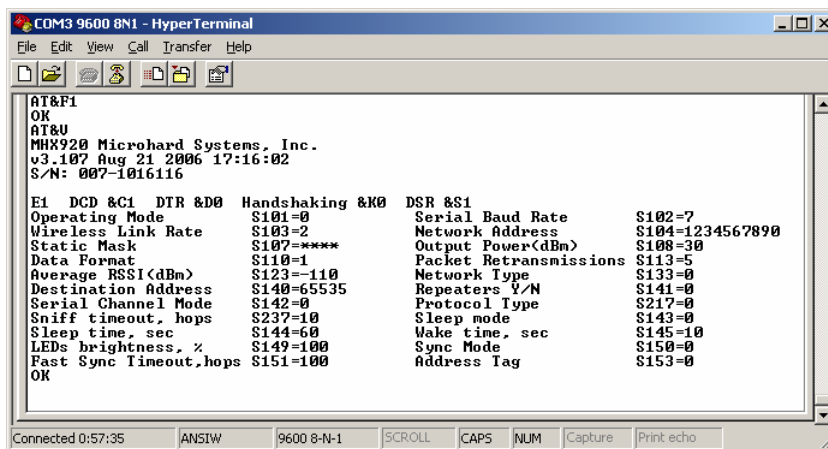 COM3 9600 8N1 - HyperTerminal
File Edit View Call Transfer Help
AT&F1
OK
AT&V
MHX920 Microhard Systems, Inc.
v3.107 Aug 21 2006 17:16:02
S/N: 007-1016116
E1 DCD &C1 DTR &D0 Handshaking &K0 DSR &S1
Operating Mode S101=0 Serial Baud Rate S102=7
Wireless Link Rate S103=2 Network Address S104=1234567890
Static Mask S107=**** Output Power(dBm) S108=30
Data Format S110=1 Packet Retransmissions S113=5
Average RSSI(dBm) S123=-110 Network Type S133=0
Destination Address S140=65535 Repeaters Y/N S141=0
Serial Channel Mode S142=0 Protocol Type S217=0
Sniff timeout, hops S237=10 Sleep mode S143=0
Sleep time, sec S144=60 Wake time, sec S145=10
LEDs brightness, % S149=100 Sync Mode S150=0
Fast Sync Timeout,hops S151=100 Address Tag S153=0
OK
Connected 0:57:35 ANSIW 9600 8-N-1 SCROLL CAPS NUM Capture Print echo